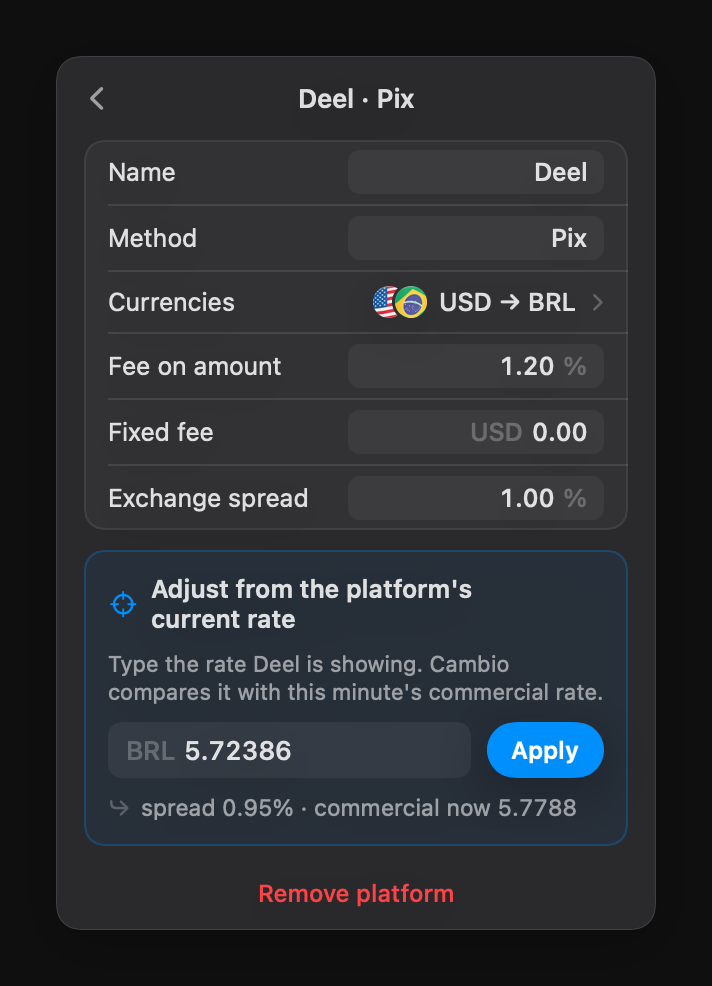 Deel · Pix
Name Deel
Method Pix
Currencies USD → BRL
Fee on amount 1.20 %
Fixed fee USD 0.00
Exchange spread 1.00 %
Adjust from the platform's
current rate
Type the rate Deel is showing. Cambio
compares it with this minute's commercial rate.
BRL 5.72386 Apply
spread 0.95% · commercial now 5.7788
Remove platform